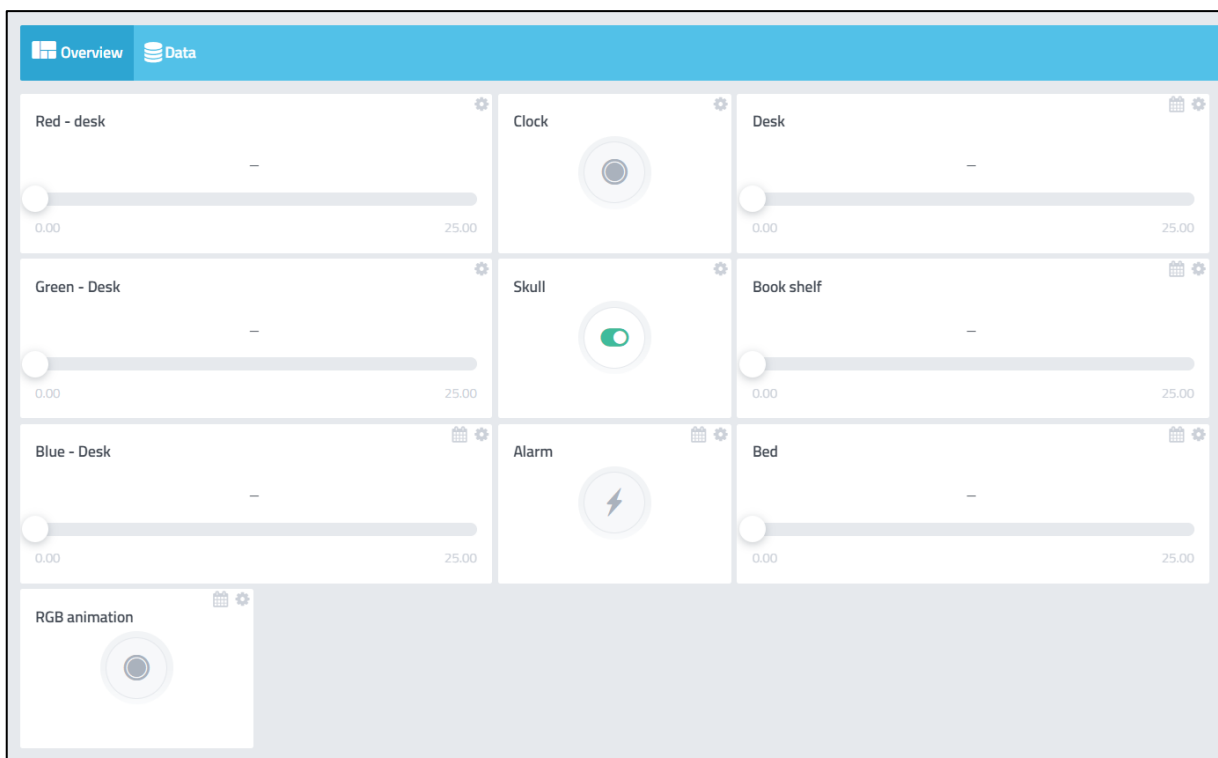 Overview Data
Red - desk
–
0.00 25.00
Clock
Desk
–
0.00 25.00
Green - Desk
–
0.00 25.00
Skull
Book shelf
–
0.00 25.00
Blue - Desk
–
0.00 25.00
Alarm
Bed
–
0.00 25.00
RGB animation